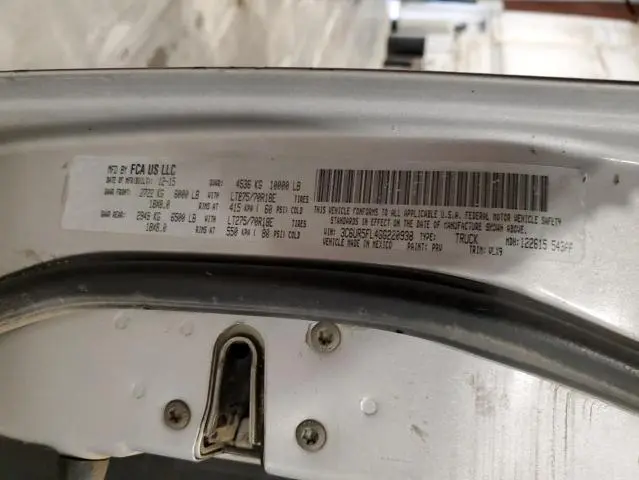 MFD BY FCA US LLC
DATE OF MFR(BUILT): 12-15 GVWR: 4536 KG 10000 LB
GAWR FRONT: 2722 KG 6000 LB WITH LT275/70R18E TIRES
18X8.0 RIMS AT 415 KPA ( 60 PSI) COLD
GAWR REAR: 2948 KG 6500 LB WITH LT275/70R18E TIRES
18X8.0 RIMS AT 550 KPA ( 80 PSI) COLD
THIS VEHICLE CONFORMS TO ALL APPLICABLE U.S.A. FEDERAL MOTOR VEHICLE SAFETY
STANDARDS IN EFFECT ON THE DATE OF MANUFACTURE SHOWN ABOVE.
VIN: 3C6UR5FL4GG220938 TYPE: TRUCK MDH: 122615
VEHICLE MADE IN MEXICO PAINT: TRIM: VLX9